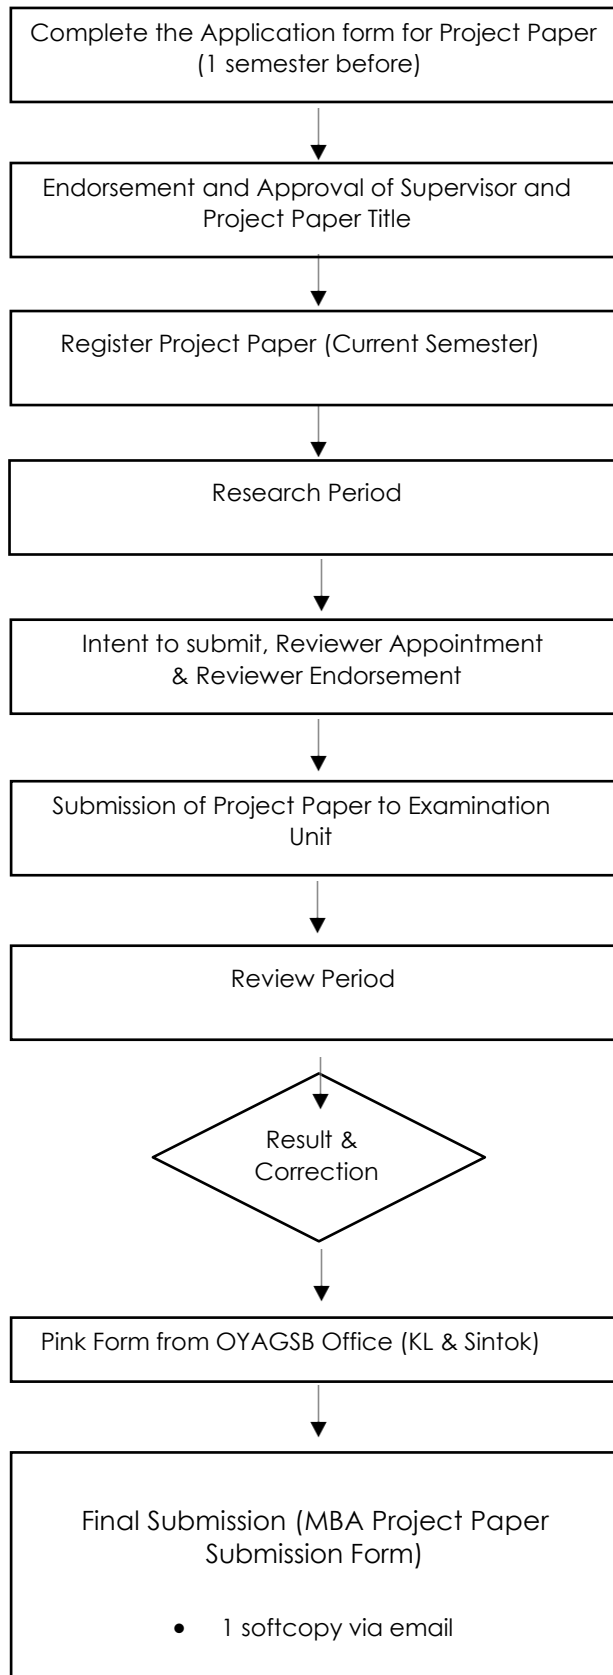 Complete the Application form for Project Paper
(1 semester before)
Endorsement and Approval of Supervisor and
Project Paper Title
Register Project Paper (Current Semester)
Research Period
Intent to submit, Reviewer Appointment
& Reviewer Endorsement
Submission of Project Paper to Examination
Unit
Review Period
Result &
Correction
Pink Form from OYAGSB Office (KL & Sintok)
Final Submission (MBA Project Paper
Submission Form)
• 1 softcopy via email